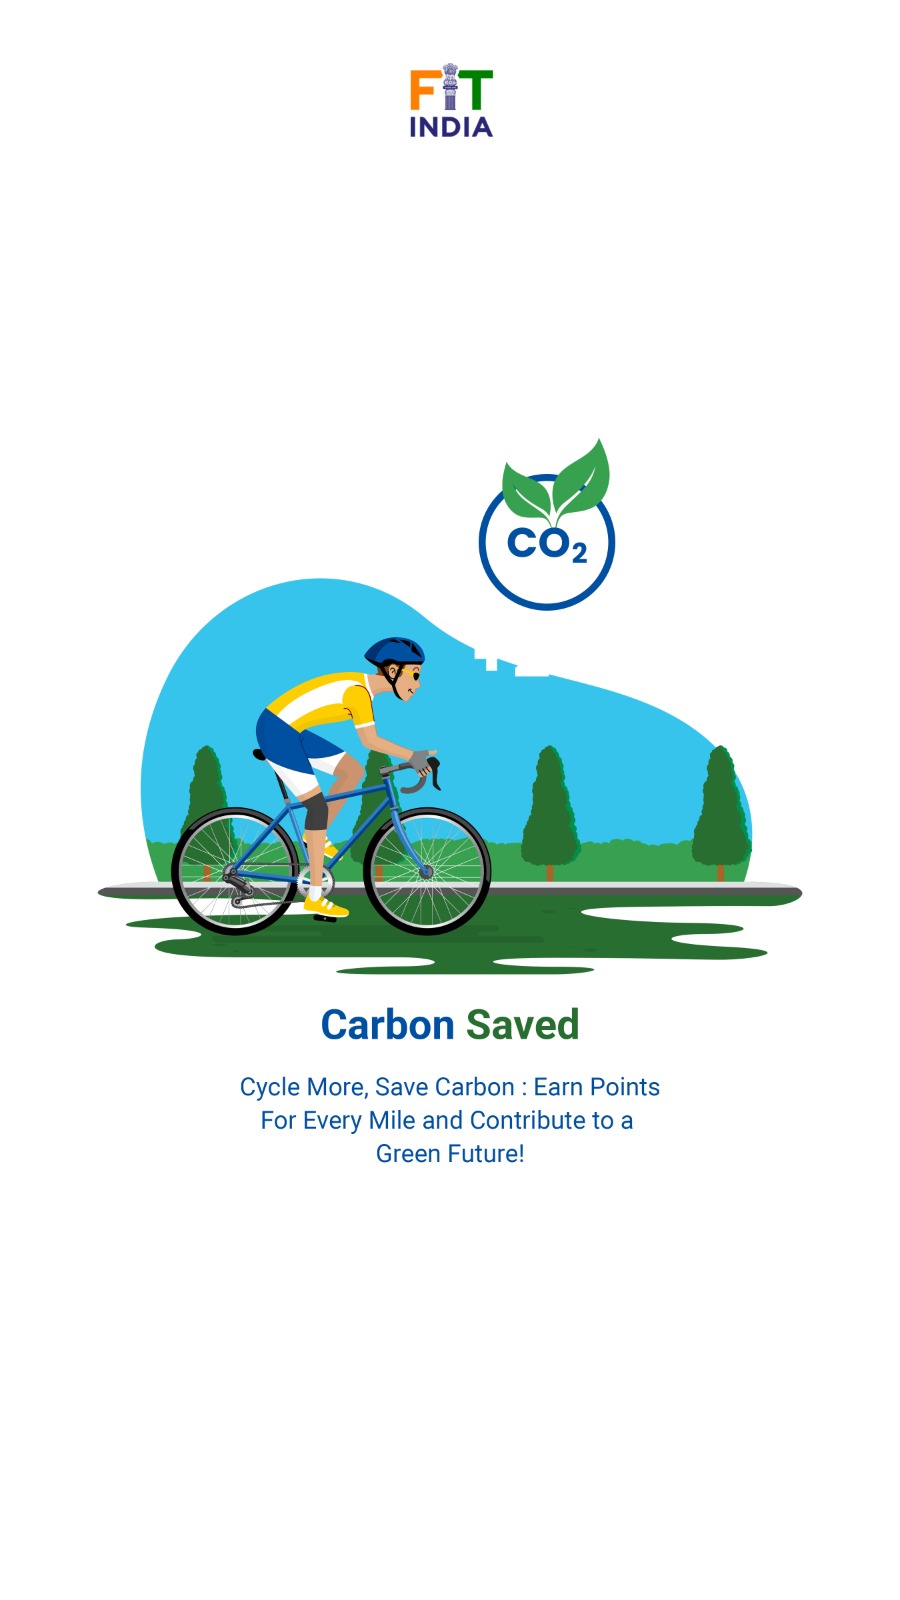 FIT
INDIA
CO₂
Carbon Saved
Cycle More, Save Carbon : Earn Points
For Every Mile and Contribute to a
Green Future!